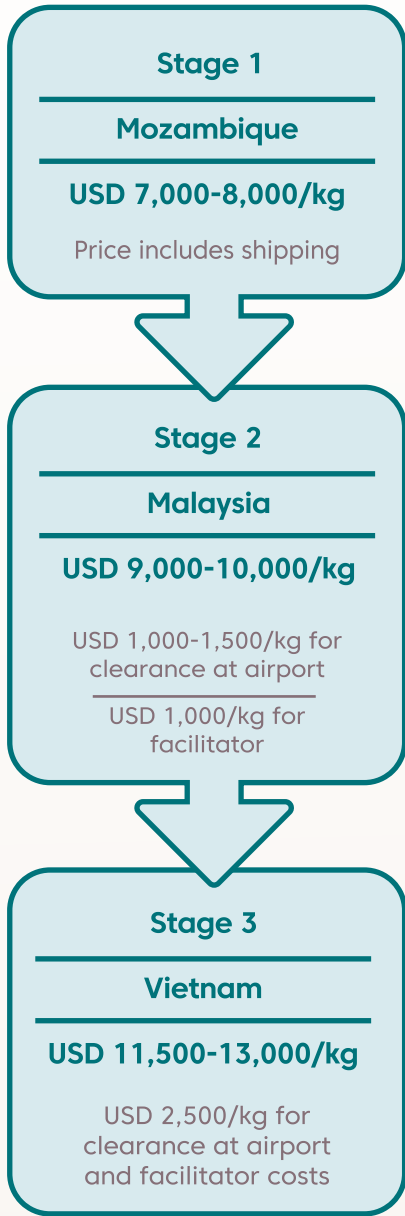 Stage 1
Mozambique
USD 7,000-8,000/kg
Price includes shipping
Stage 2
Malaysia
USD 9,000-10,000/kg
USD 1,000-1,500/kg for
clearance at airport
USD 1,000/kg for
facilitator
Stage 3
Vietnam
USD 11,500-13,000/kg
USD 2,500/kg for
clearance at airport
and facilitator costs